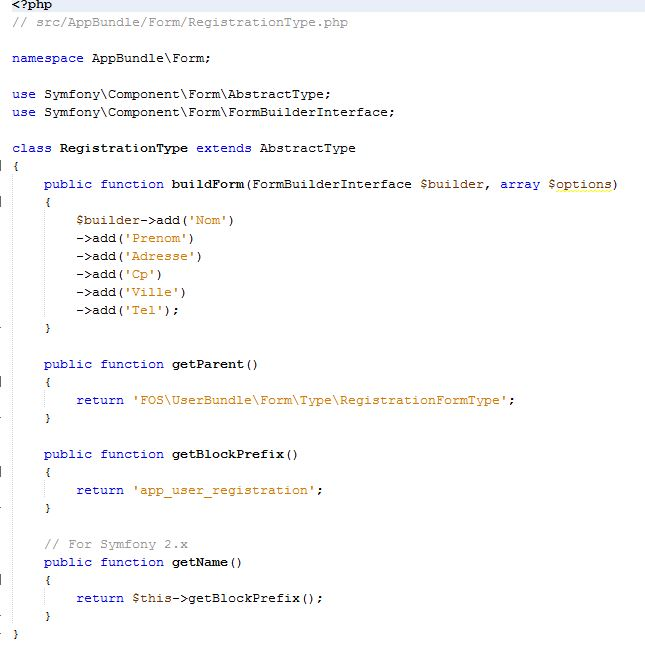 <?php
// src/AppBundle/Form/RegistrationType.php
namespace AppBundle\Form;
use Symfony\Component\Form\AbstractType;
use Symfony\Component\Form\FormBuilderInterface;
class RegistrationType extends AbstractType
{
public function buildForm(FormBuilderInterface $builder, array $options)
{
$builder->add('Nom')
->add('Prenom')
->add('Adresse')
->add('Cp')
->add('Ville')
->add('Tel');
}
public function getParent()
{
return 'FOS\UserBundle\Form\Type\RegistrationFormType';
}
public function getBlockPrefix()
{
return 'app_user_registration';
}
// For Symfony 2.x
public function getName()
{
return $this->getBlockPrefix();
}
}